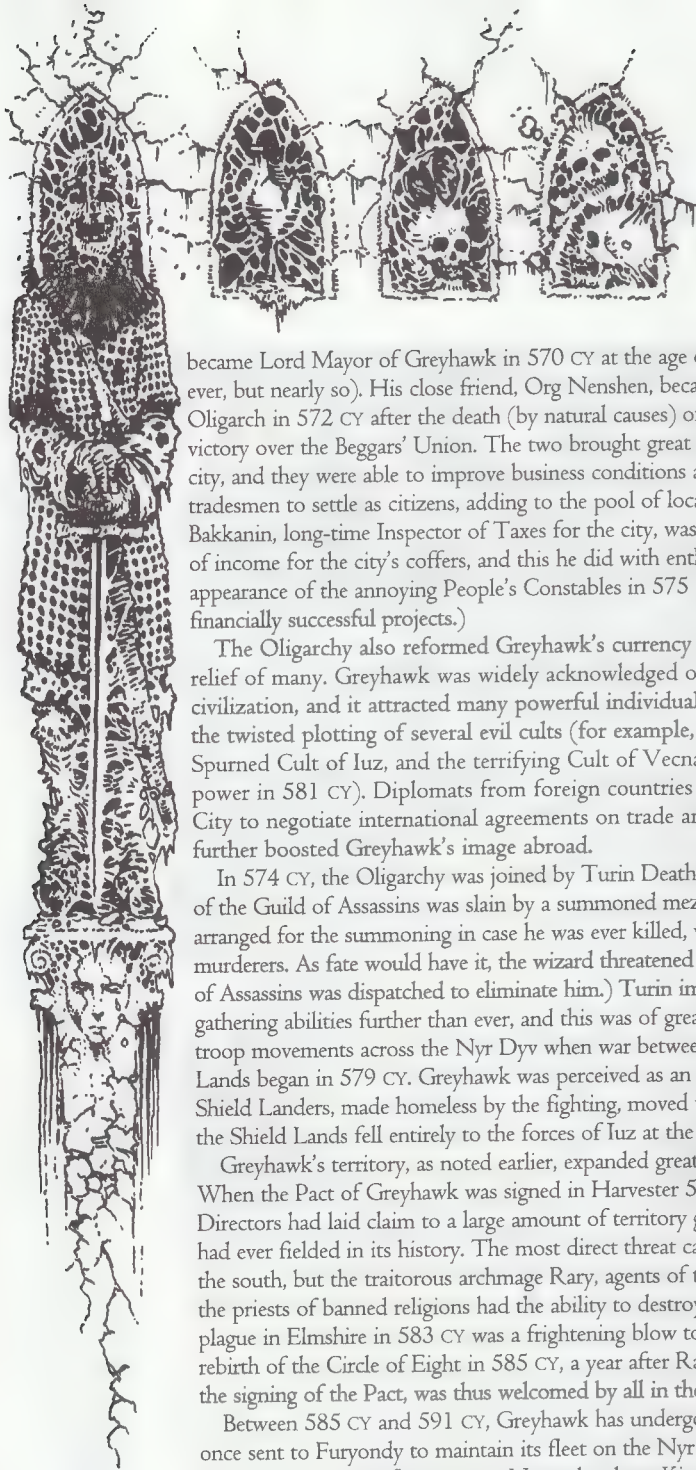 became Lord Mayor of Greyhawk in 570 CY at the age
ever, but nearly so). His close friend, Org Nenshen, beca
Oligarch in 572 CY after the death (by natural causes) o
victory over the Beggars' Union. The two brought great
city, and they were able to improve business conditions a
tradesmen to settle as citizens, adding to the pool of loca
Bakkanin, long-time Inspector of Taxes for the city, was
of income for the city's coffers, and this he did with ent
appearance of the annoying People's Constables in 575
financially successful projects.)
The Oligarchy also reformed Greyhawk's currency
relief of many. Greyhawk was widely acknowledged o
civilization, and it attracted many powerful individual
the twisted plotting of several evil cults (for example,
Spurned Cult of Iuz, and the terrifying Cult of Vecna
power in 581 CY). Diplomats from foreign countries
City to negotiate international agreements on trade an
further boosted Greyhawk's image abroad.
In 574 CY, the Oligarchy was joined by Turin Death
of the Guild of Assassins was slain by a summoned mez
arranged for the summoning in case he was ever killed,
murderers. As fate would have it, the wizard threatened
of Assassins was dispatched to eliminate him.) Turin im
gathering abilities further than ever, and this was of grea
troop movements across the Nyr Dyv when war betwee
Lands began in 579 CY. Greyhawk was perceived as an
Shield Landers, made homeless by the fighting, moved
the Shield Lands fell entirely to the forces of Iuz at the
Greyhawk's territory, as noted earlier, expanded great
When the Pact of Greyhawk was signed in Harvester 5
Directors had laid claim to a large amount of territory
had ever fielded in its history. The most direct threat ca
the south, but the traitorous archmage Rary, agents of t
the priests of banned religions had the ability to destroy
plague in Elmshire in 583 CY was a frightening blow to
rebirth of the Circle of Eight in 585 CY, a year after Ra
the signing of the Pact, was thus welcomed by all in the
Between 585 CY and 591 CY, Greyhawk has underg
once sent to Furyondy to maintain its fleet on the Nyr